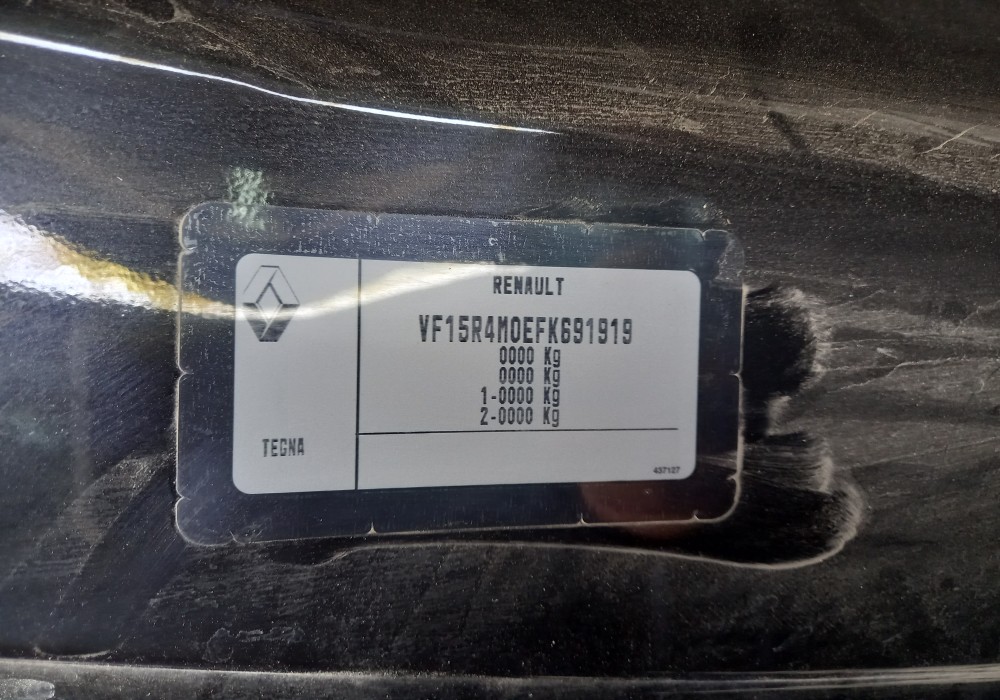 RENAULT
VF15R4M0EFK691919
0000 Kg
0000 Kg
1-0000 Kg
2-0000 Kg
TEGNA
437127